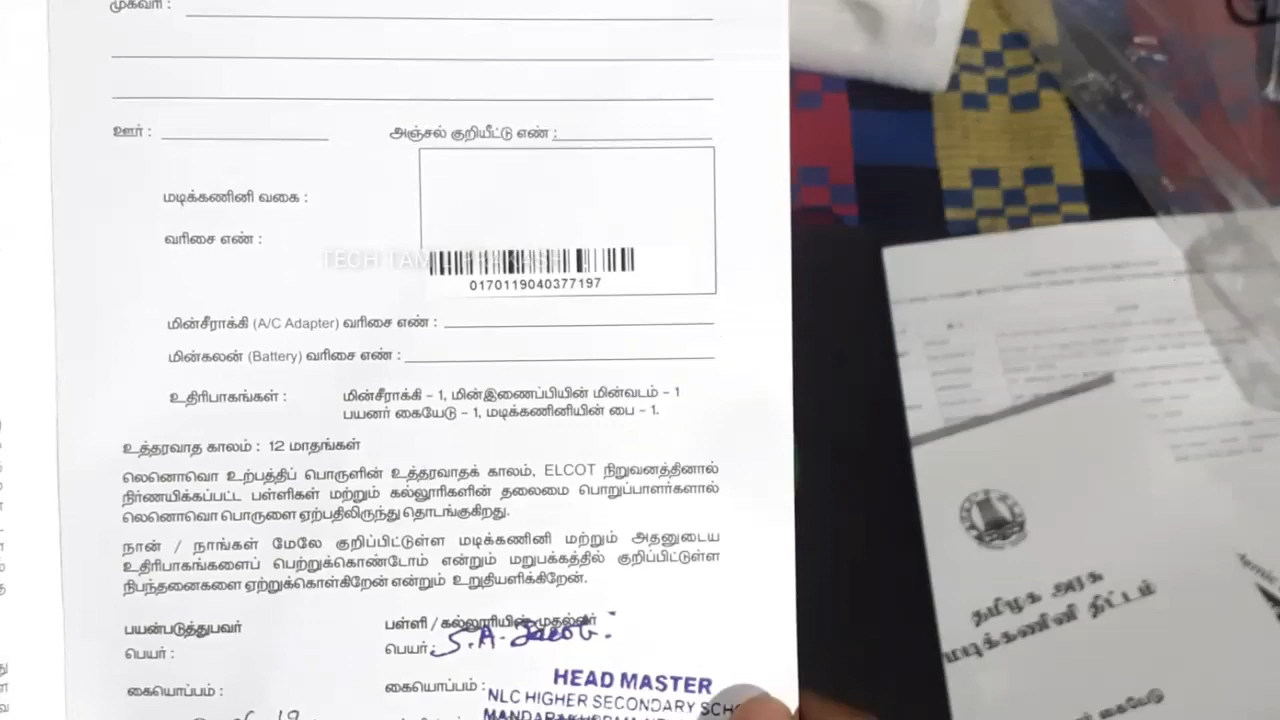 முகவரி :
ஊர் :
அஞ்சல் குறியீட்டு எண் :
மடிக்கணினி வகை :
வரிசை எண் :
TECH TAM
0170119040377197
மின்சீராக்கி (A/C Adapter) வரிசை எண் :
மின்கலன் (Battery) வரிசை எண் :
உதிரிபாகங்கள் : மின்சீராக்கி – 1, மின்இணைப்பியின் மின்வடம் – 1
பயனர் கையேடு – 1, மடிக்கணினியின் பை – 1.
உத்தரவாத காலம் : 12 மாதங்கள்
லெனொவொ உற்பத்திப் பொருளின் உத்தரவாதக் காலம், ELCOT நிறுவனத்தினால்
நிர்ணயிக்கப்பட்ட பள்ளிகள் மற்றும் கல்லூரிகளின் தலைமை பொறுப்பாளர்களால்
லெனொவொ பொருளை ஏற்பதிலிருந்து தொடங்குகிறது.
நான் / நாங்கள் மேலே குறிப்பிட்டுள்ள மடிக்கணினி மற்றும் அதனுடைய
உதிரிபாகங்களைப் பெற்றுக்கொண்டோம் என்றும் மறுபக்கத்தில் குறிப்பிட்டுள்ள
நிபந்தனைகளை ஏற்றுக்கொள்கிறேன் என்றும் உறுதியளிக்கிறேன்.
பயன்படுத்துபவர்
பள்ளி / கல்லூரியின் முதல்வர்
பெயர் :
பெயர் : S.A. Jacob.
கையொப்பம் :
கையொப்பம் :
HEAD MASTER
NLC HIGHER SECONDARY SCH
தமிழக அரசு
மடிக்கணினி திட்டம்
கையேடு